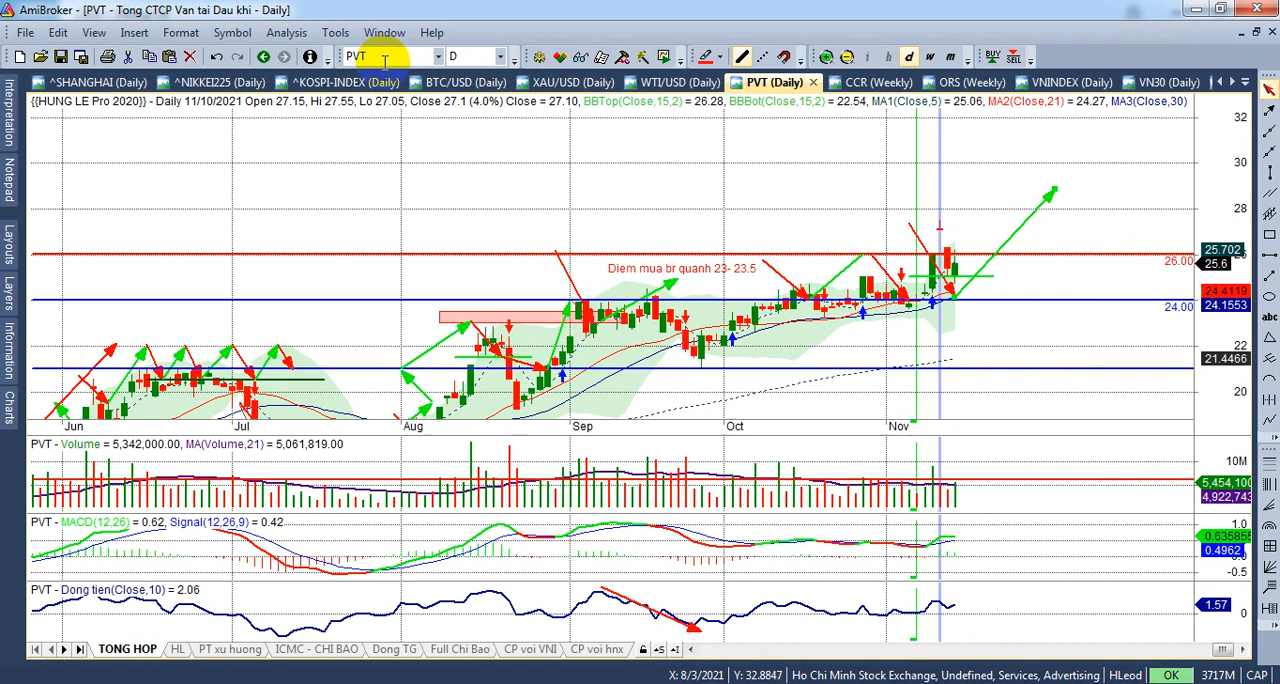 AmiBroker - [PVT - Tong CTCP Van tai Dau khi - Daily]
File Edit View Insert Format Symbol Analysis Tools Window Help
PVT D d w m BUY SELL
^SHANGHAI (Daily) ^NIKKEI225 (Daily) ^KOSPI-INDEX (Daily) BTC/USD (Daily) XAU/USD (Daily) WTI/USD (Daily) PVT (Daily) CCR (Weekly) ORS (Weekly) VNINDEX (Daily) VN30 (Daily)
{{HUNG LE Pro 2020}} - Daily 11/10/2021 Open 27.15, Hi 27.55, Lo 27.05, Close 27.1 (4.0%) Close = 27.10, BBTop(Close,15,2) = 26.28, BBBot(Close,15,2) = 22.54, MA1(Close,5) = 25.06, MA2(Close,21) = 24.27, MA3(Close,30)
Interpretation
Notepad
Layouts
Layers
Information
Charts
abc
32
30
28
25.702
26.00
25.6
Diem mua br quanh 23- 23.5
24.4119
24.00
24.1553
22
21.4466
20
Jun Jul Aug Sep Oct Nov
PVT - Volume = 5,342,000.00, MA(Volume,21) = 5,061,819.00
10M
5,454,100
4,922,743
PVT - MACD(12,26) = 0.62, Signal(12,26,9) = 0.42
1.0
0.635855
0.4962
-0.5
PVT - Dong tien(Close,10) = 2.06
1.57
0
TONG HOP HL PT xu huong ICMC - CHI BAO Dong TG Full Chi Bao CP voi VNI CP voi hnx
X: 8/3/2021 Y: 32.8847 Ho Chi Minh Stock Exchange, Undefined, Services, Advertising HLeod OK 3717M CAP